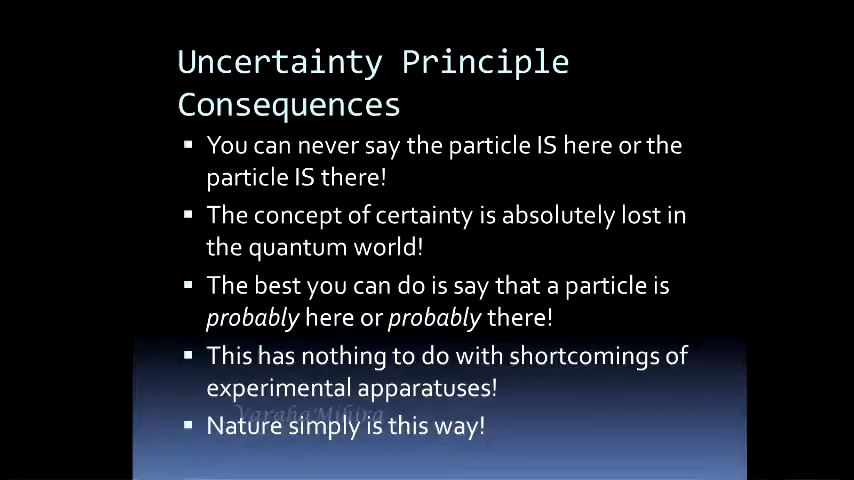 Uncertainty Principle
Consequences
▪ You can never say the particle IS here or the
particle IS there!
▪ The concept of certainty is absolutely lost in
the quantum world!
▪ The best you can do is say that a particle is
probably here or probably there!
▪ This has nothing to do with shortcomings of
experimental apparatuses!
VarahaMihira
▪ Nature simply is this way!